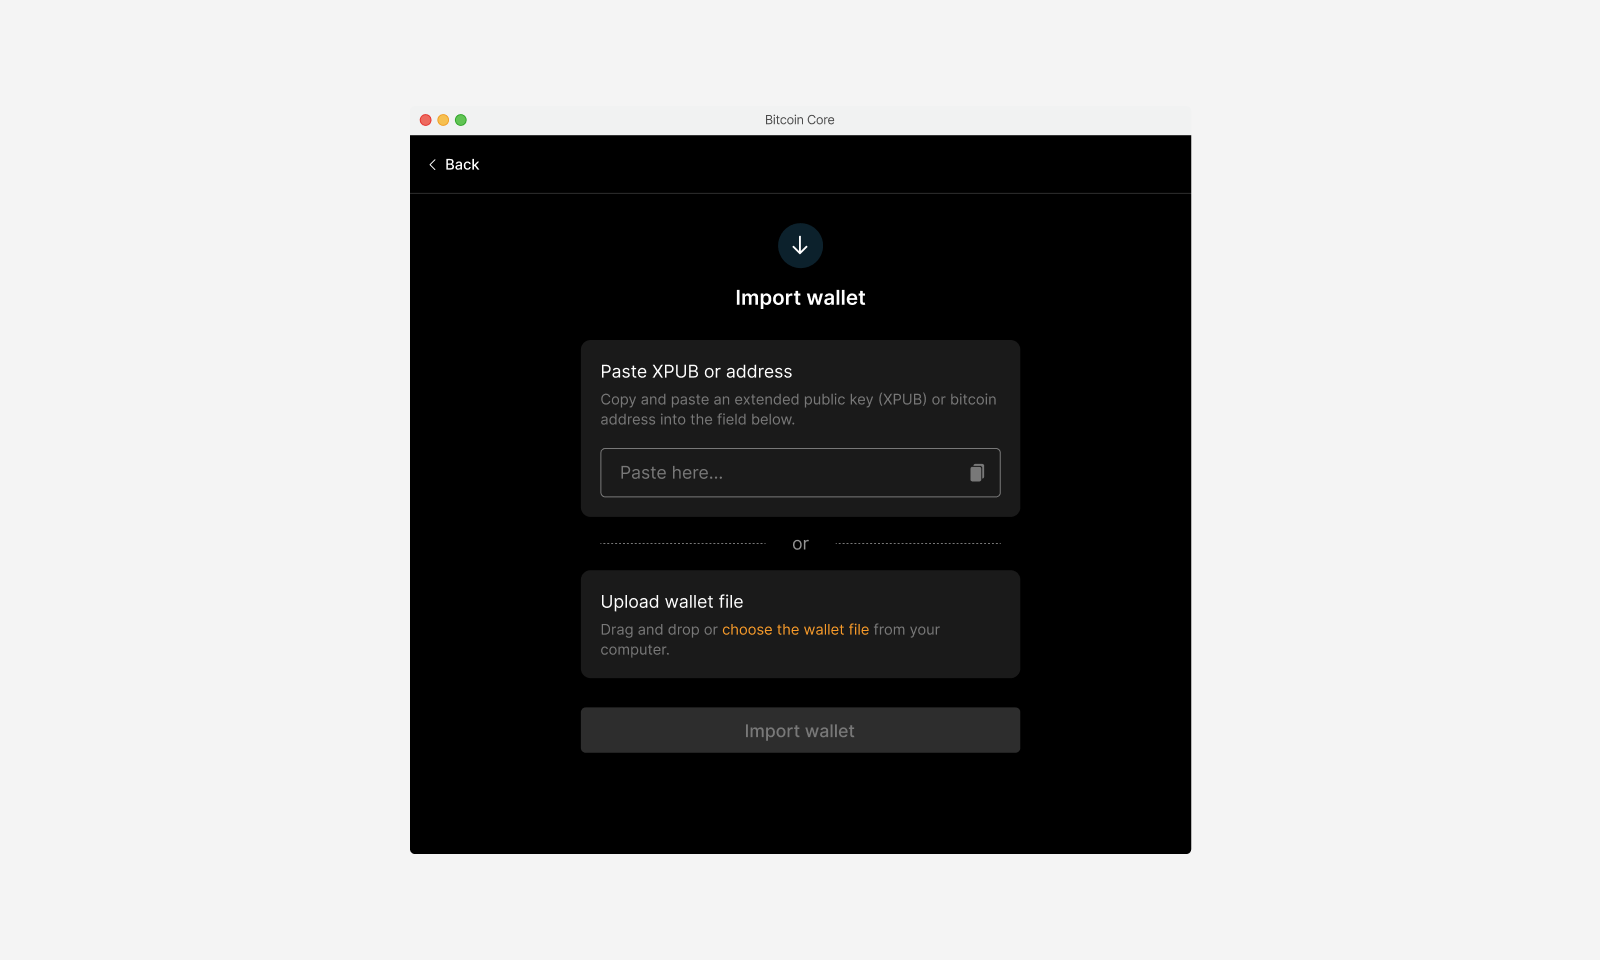 Bitcoin Core
Back
Import wallet
Paste XPUB or address
Copy and paste an extended public key (XPUB) or bitcoin
address into the field below.
Paste here...
or
Upload wallet file
Drag and drop or choose the wallet file from your
computer.
Import wallet